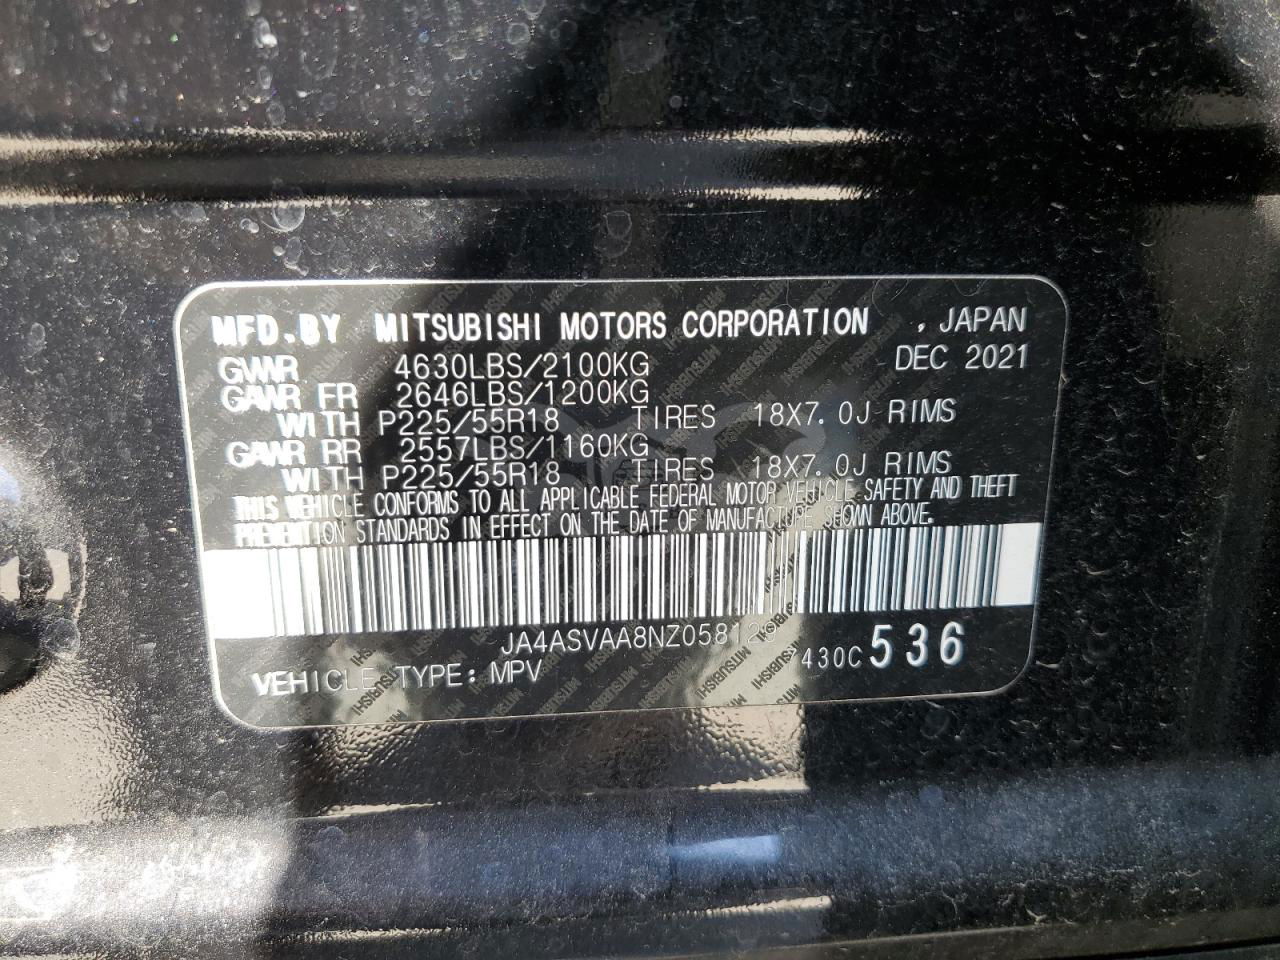 MFD.BY MITSUBISHI MOTORS CORPORATION , JAPAN
GVWR 4630LBS/2100KG DEC 2021
GAWR FR 2646LBS/1200KG
WITH P225/55R18 TIRES 18X7.0J RIMS
GAWR RR 2557LBS/1160KG
WITH P225/55R18 TIRES 18X7.0J RIMS
THIS VEHICLE CONFORMS TO ALL APPLICABLE FEDERAL MOTOR VEHICLE SAFETY AND THEFT
PREVENTION STANDARDS IN EFFECT ON THE DATE OF MANUFACTURE SHOWN ABOVE.
JA4ASVAA8NZ058129
430C 536
VEHICLE TYPE: MPV